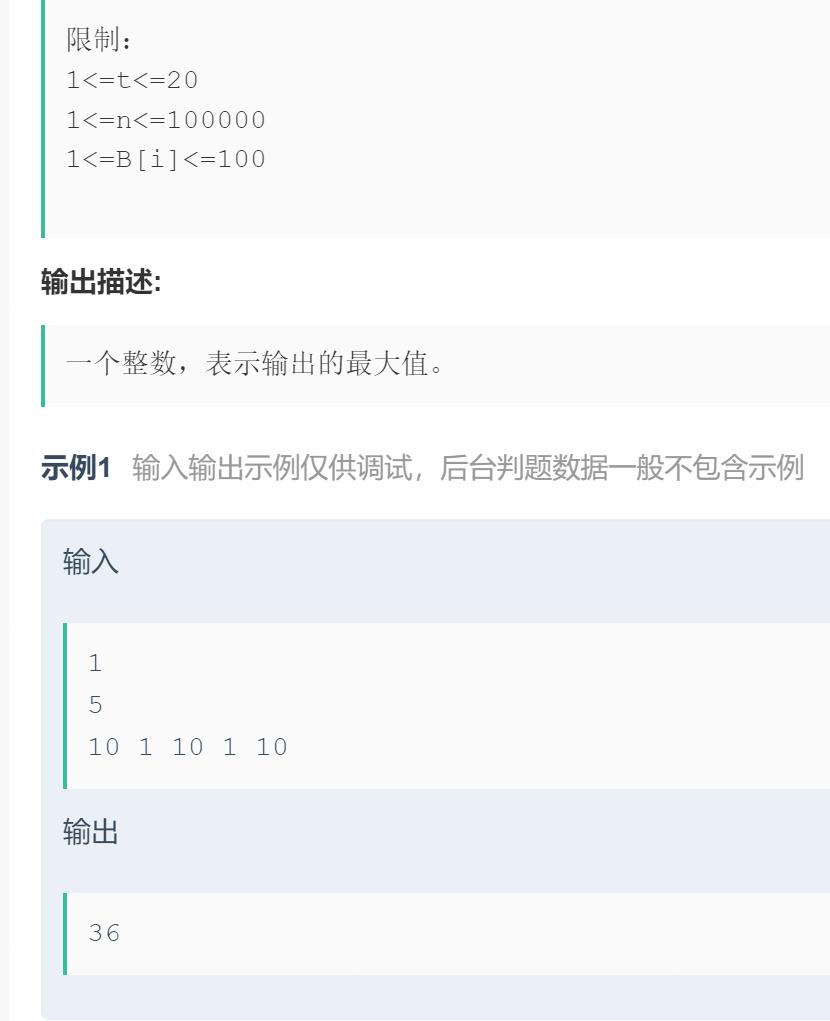 限制：
1<=t<=20
1<=n<=100000
1<=B[i]<=100
输出描述:
一个整数，表示输出的最大值。
示例1 输入输出示例仅供调试，后台判题数据一般不包含示例
输入
1
5
10 1 10 1 10
输出
36